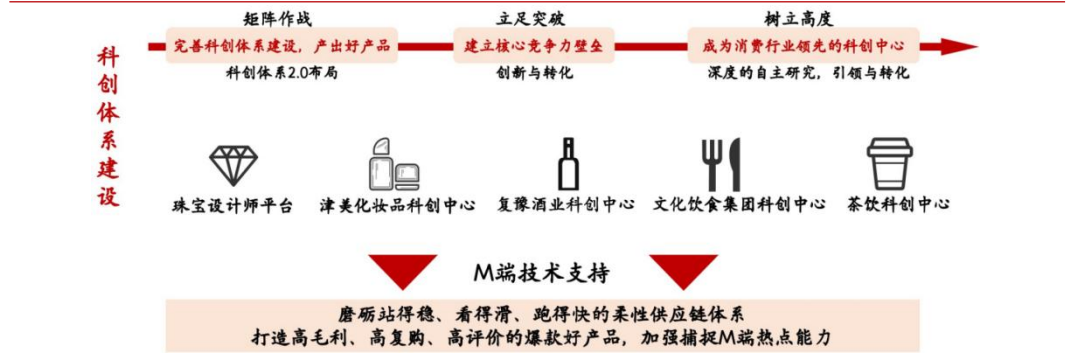 矩阵作战
立足突破
树立高度
完善科创体系建设，产出好产品
建立核心竞争力壁垒
成为消费行业领先的科创中心
科创体系2.0布局
创新与转化
深度的自主研究，引领与转化
科创体系建设
珠宝设计师平台
津美化妆品科创中心
复豫酒业科创中心
文化饮食集团科创中心
茶饮科创中心
M端技术支持
磨砺站得稳、看得滑、跑得快的柔性供应链体系
打造高毛利、高复购、高评价的爆款好产品，加强捕捉M端热点能力